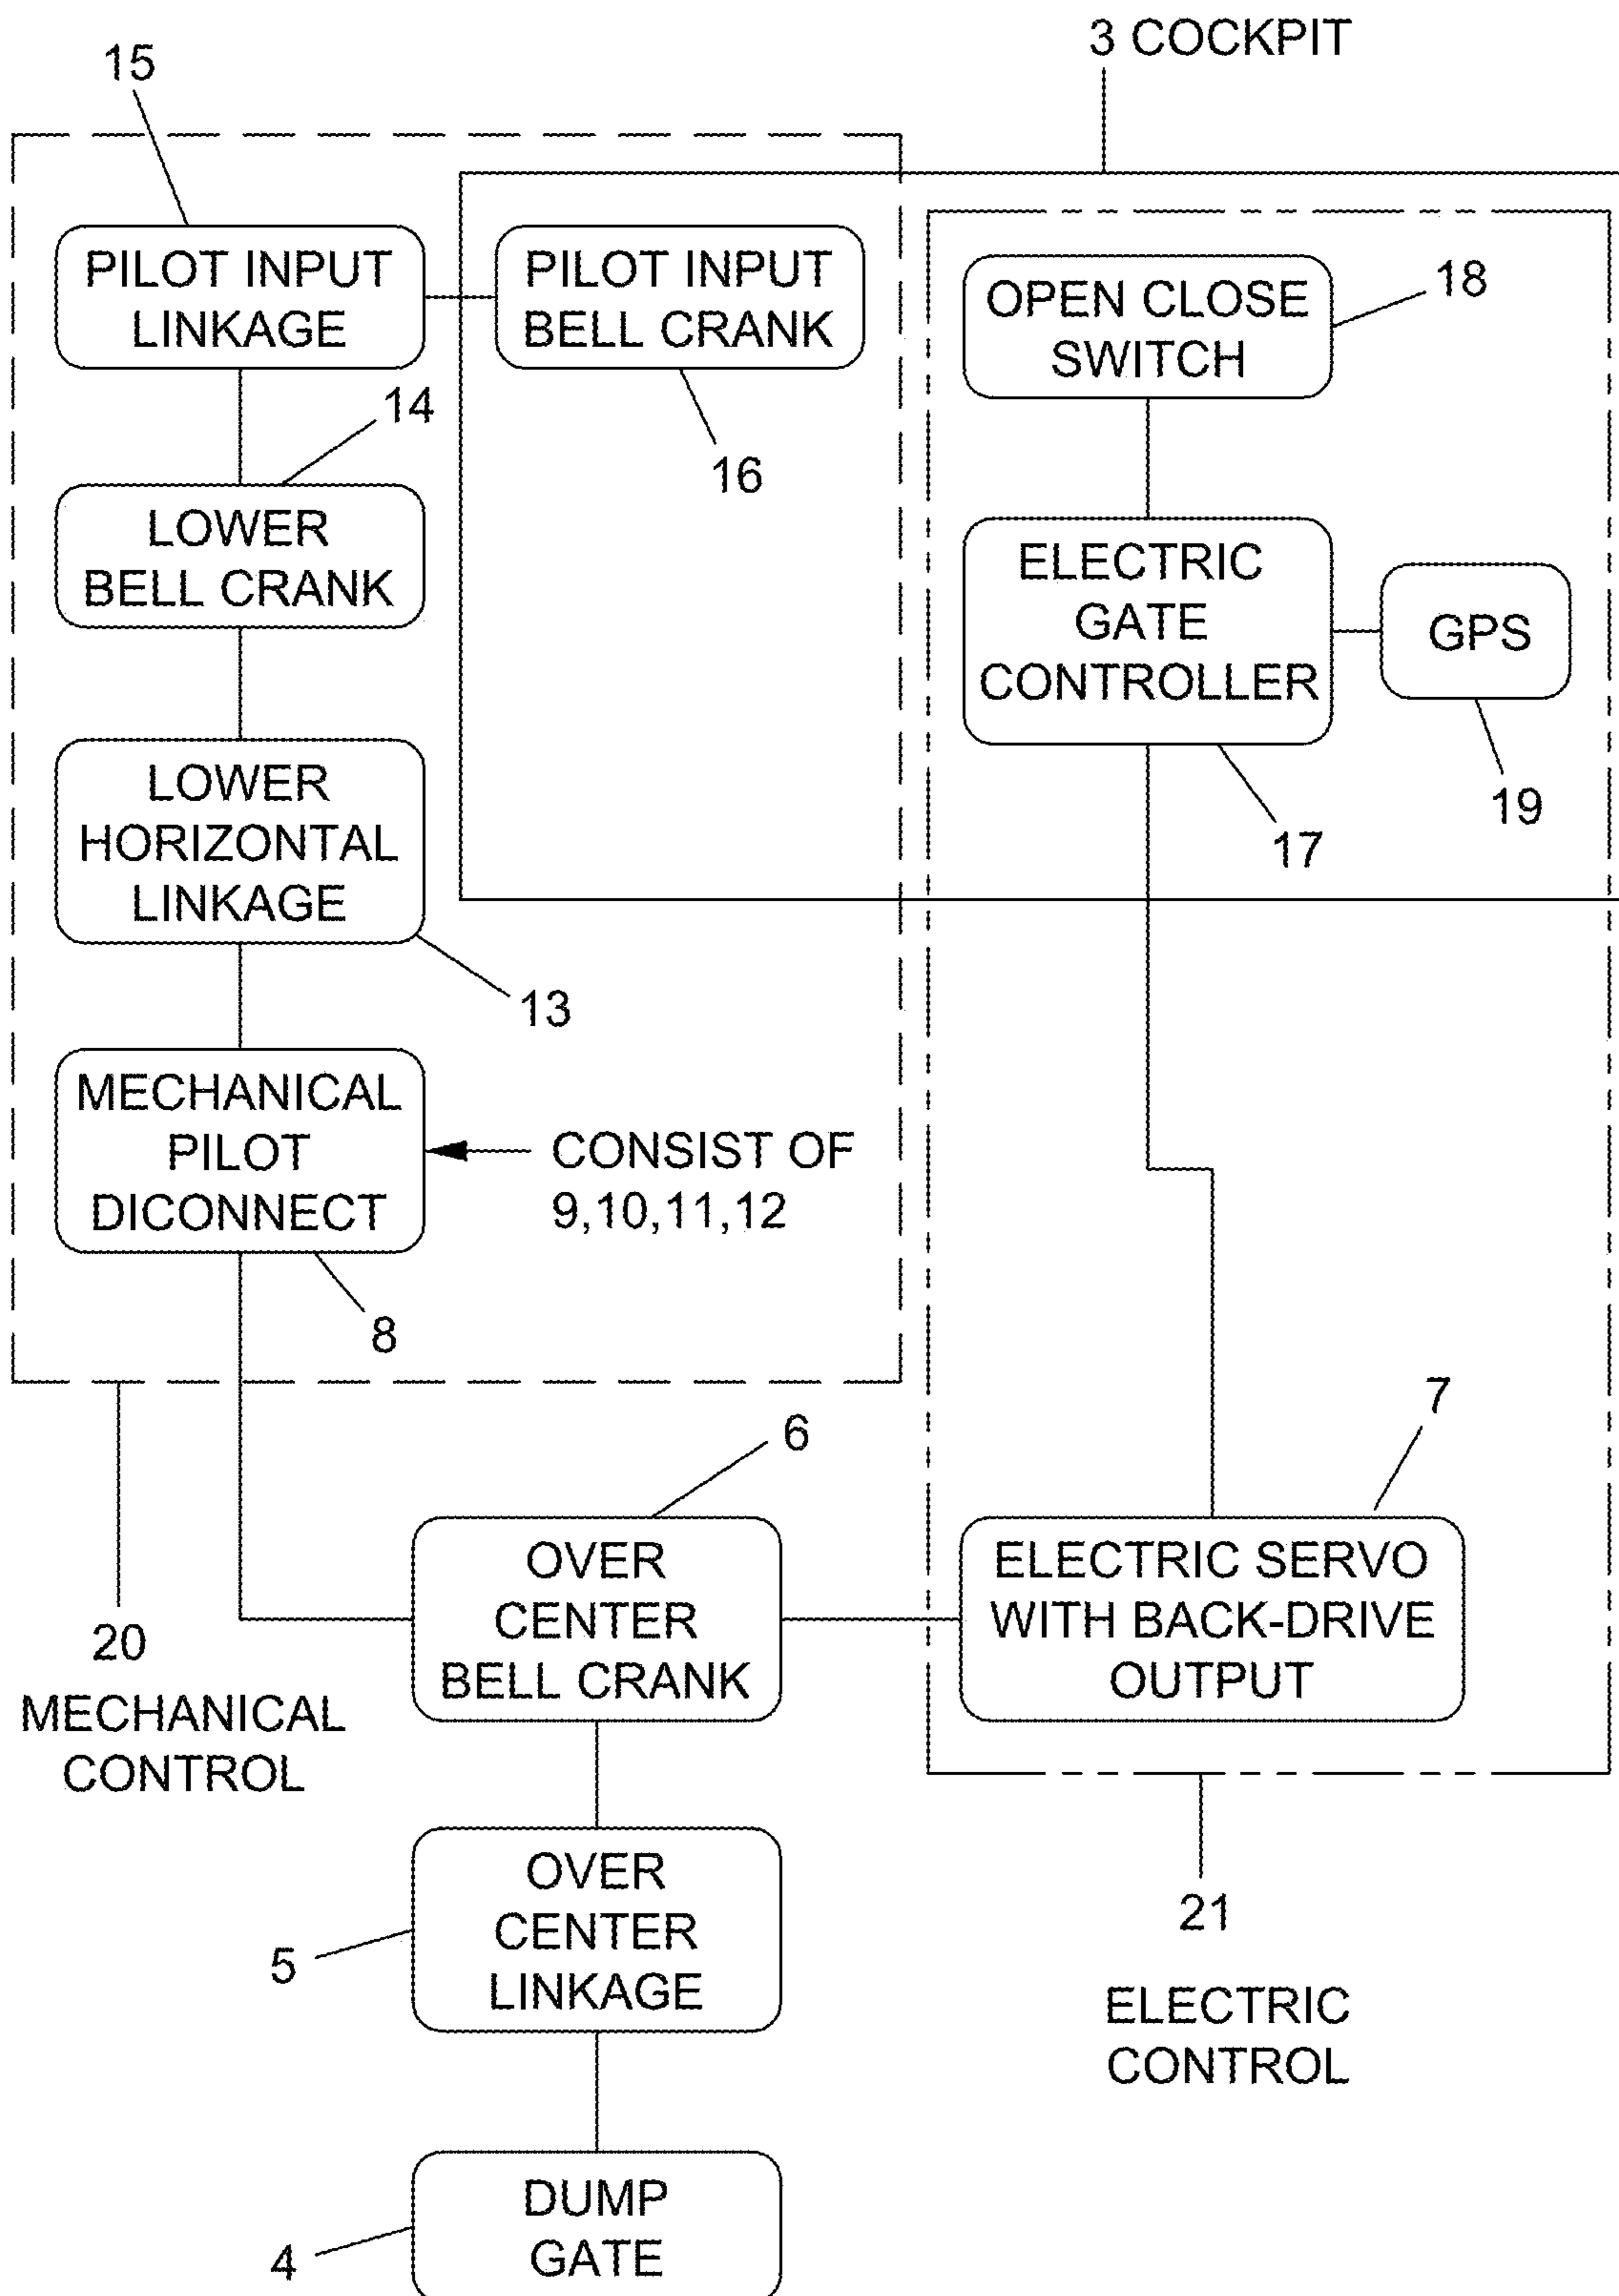 3 COCKPIT
15
PILOT INPUT
LINKAGE
PILOT INPUT
BELL CRANK
16
OPEN CLOSE
SWITCH
18
14
LOWER
BELL CRANK
ELECTRIC
GATE
CONTROLLER
17
GPS
19
LOWER
HORIZONTAL
LINKAGE
13
MECHANICAL
PILOT
DICONNECT
CONSIST OF
9,10,11,12
8
20
MECHANICAL
CONTROL
6
OVER
CENTER
BELL CRANK
7
ELECTRIC SERVO
WITH BACK-DRIVE
OUTPUT
21
ELECTRIC
CONTROL
OVER
CENTER
LINKAGE
5
DUMP
GATE
4